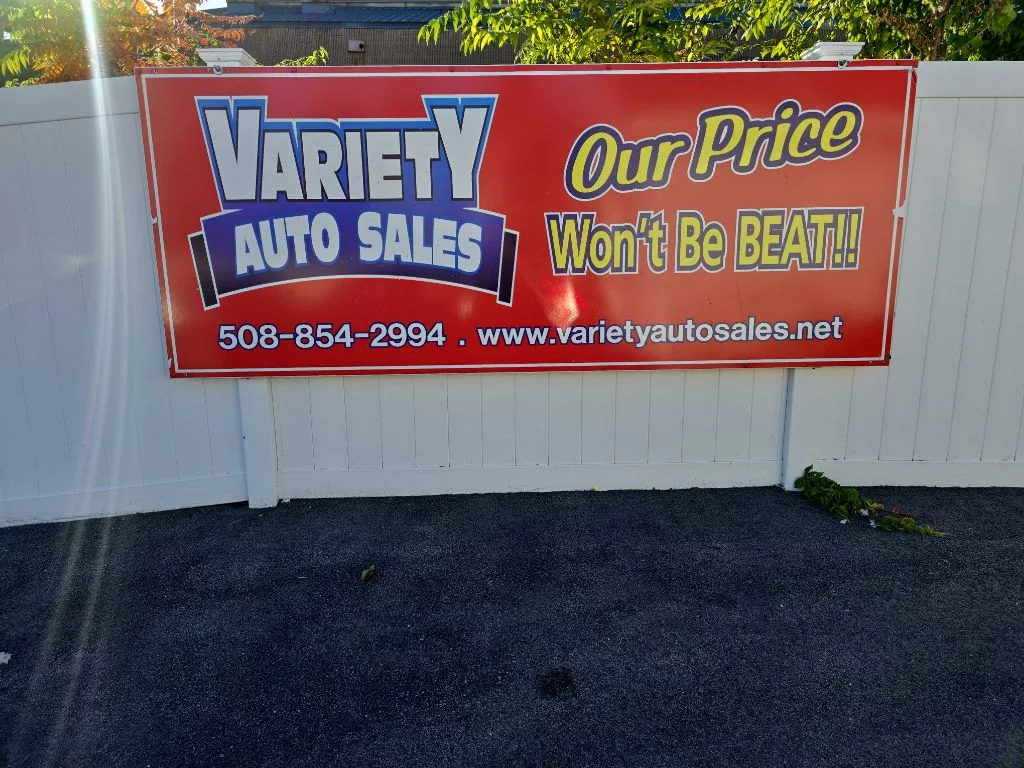 VARIETY
AUTO SALES
Our Price
Won't Be BEAT!!
508-854-2994 . www.varietyautosales.net